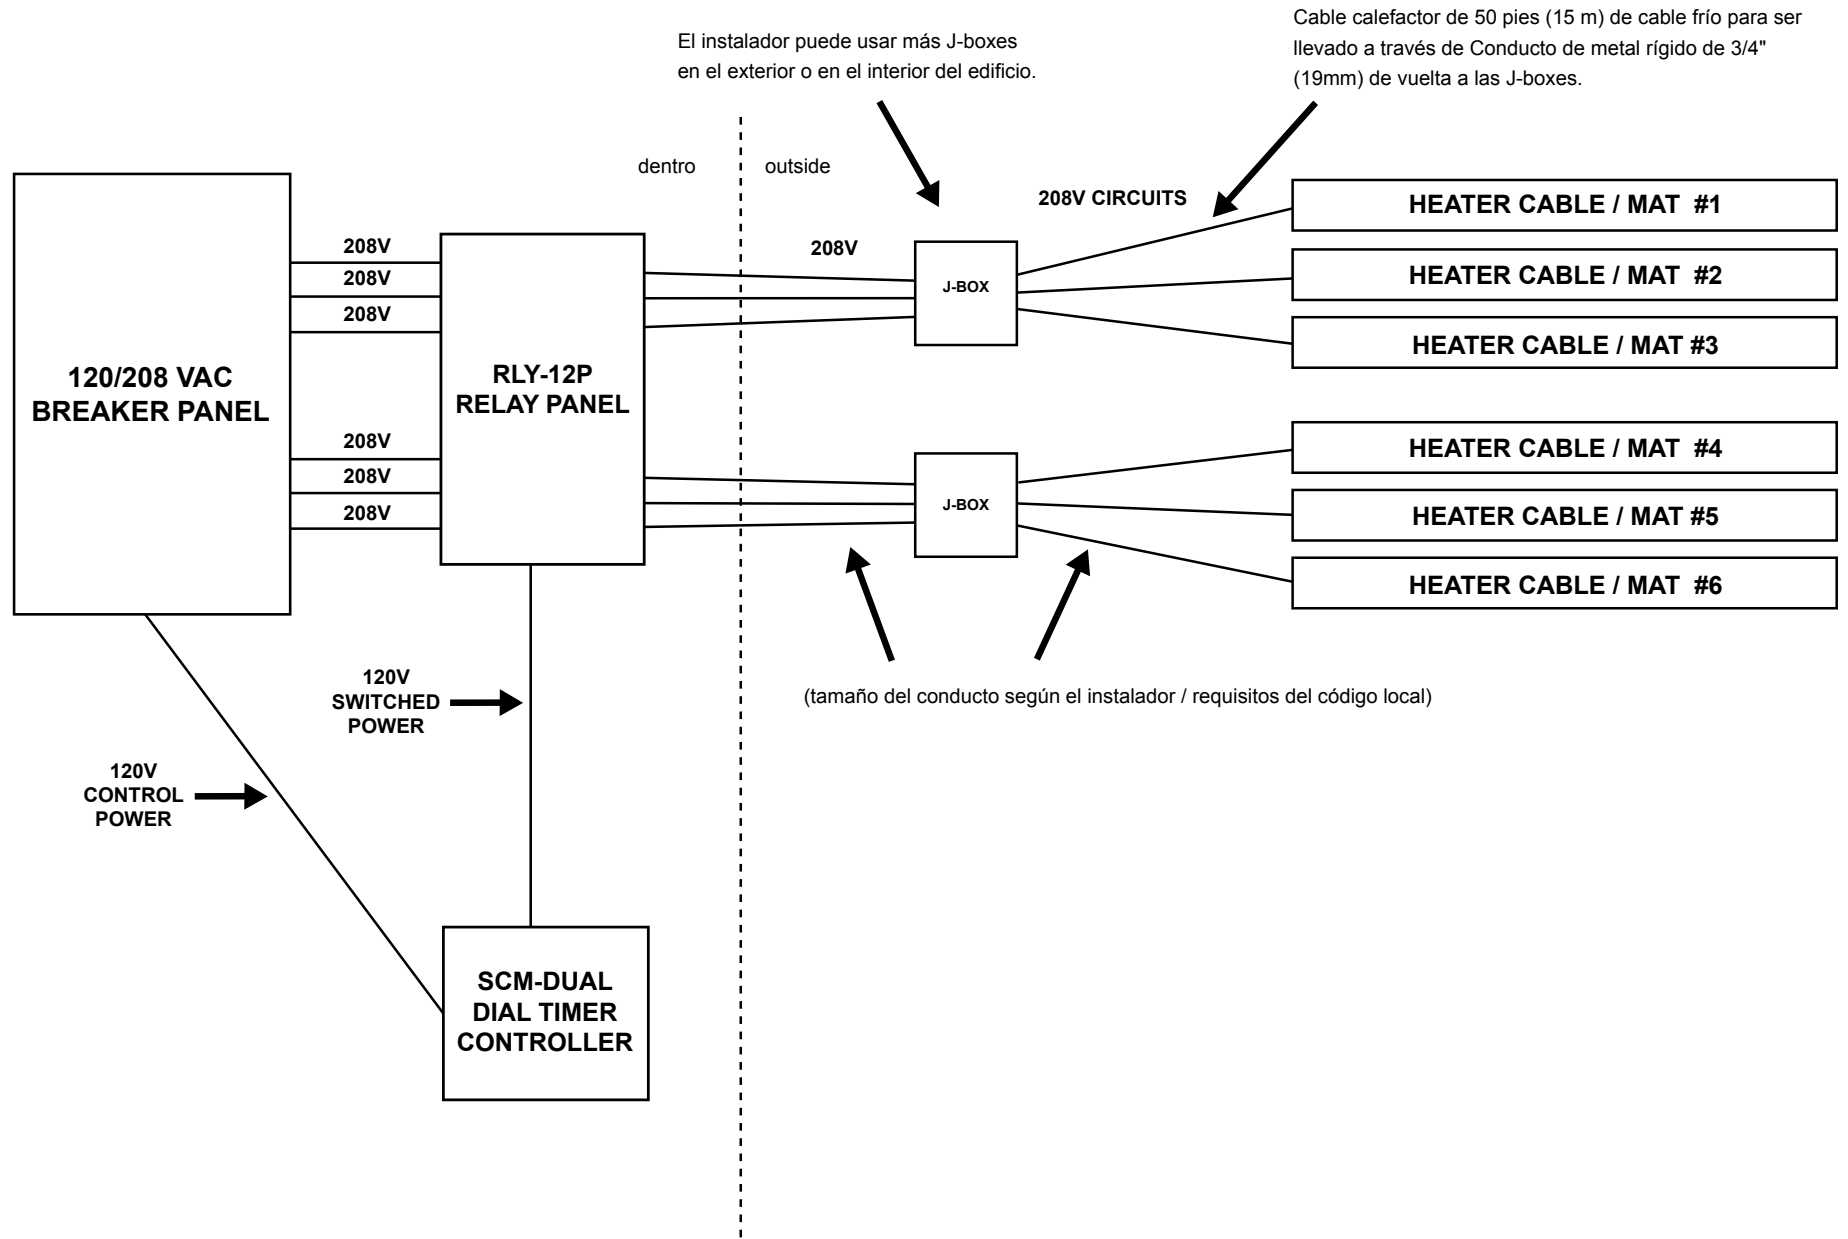 El instalador puede usar más J-boxes
en el exterior o en el interior del edificio.
Cable calefactor de 50 pies (15 m) de cable frío para ser
llevado a través de Conducto de metal rígido de 3/4"
(19mm) de vuelta a las J-boxes.
dentro
outside
120/208 VAC
BREAKER PANEL
208V
208V
208V
208V
208V
208V
RLY-12P
RELAY PANEL
208V
J-BOX
J-BOX
208V CIRCUITS
HEATER CABLE / MAT #1
HEATER CABLE / MAT #2
HEATER CABLE / MAT #3
HEATER CABLE / MAT #4
HEATER CABLE / MAT #5
HEATER CABLE / MAT #6
(tamaño del conducto según el instalador / requisitos del código local)
120V
SWITCHED
POWER
120V
CONTROL
POWER
SCM-DUAL
DIAL TIMER
CONTROLLER